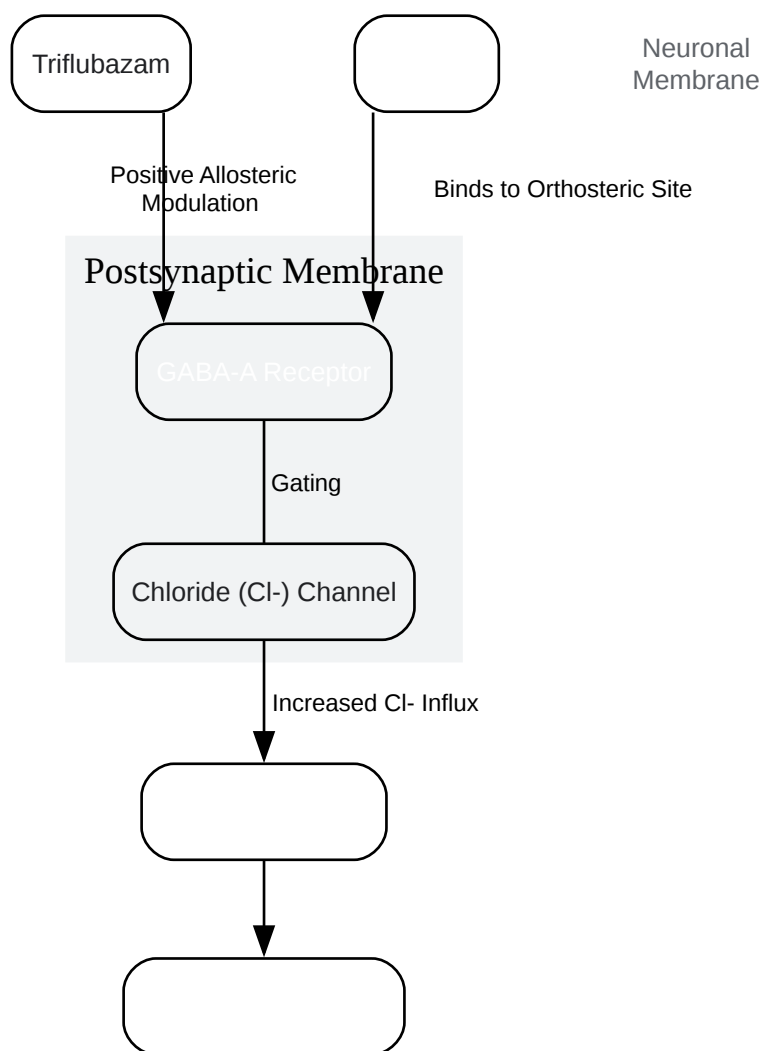 Triflubazam
Neuronal
Membrane
Positive Allosteric
Modulation
Binds to Orthosteric Site
Postsynaptic Membrane
GABA-A Receptor
Gating
Chloride (Cl-) Channel
Increased Cl- Influx